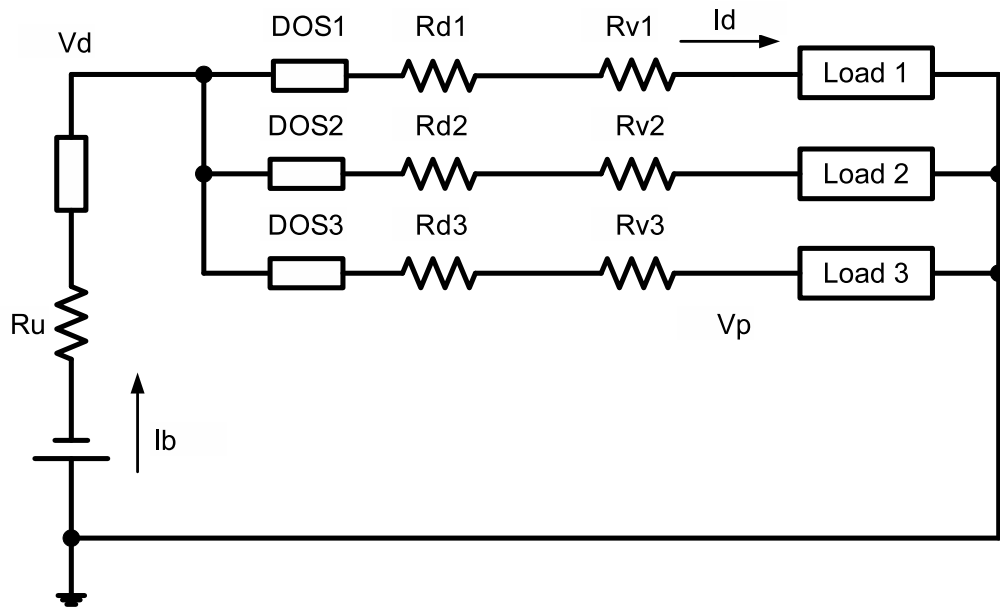 DOS1 Rd1 Rv1 Id
Vd
Load 1
DOS2 Rd2 Rv2
Load 2
DOS3 Rd3 Rv3
Load 3
Ru
Vp
Ib